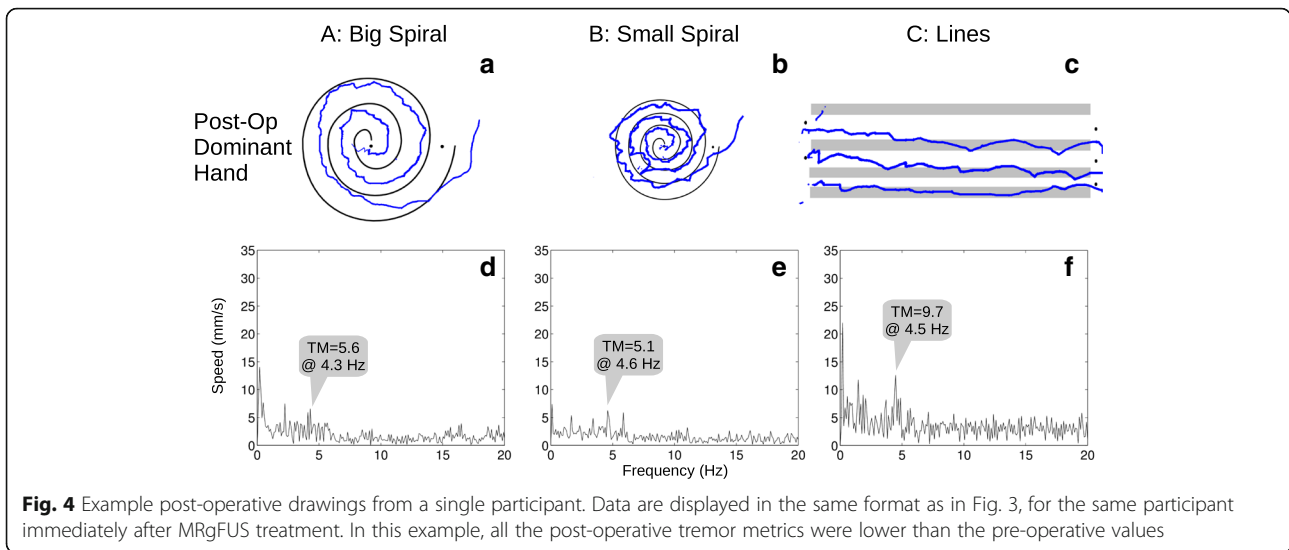 A: Big Spiral
B: Small Spiral
C: Lines
a
b
c
Post-Op
Dominant
Hand
d
e
f
35
30
25
20
15
10
5
0
Speed (mm/s)
TM=5.6
@ 4.3 Hz
0 5 10 15 20
35
30
25
20
15
10
5
0
TM=5.1
@ 4.6 Hz
0 5 10 15 20
35
30
25
20
15
10
5
0
TM=9.7
@ 4.5 Hz
0 5 10 15 20
Frequency (Hz)
Fig. 4 Example post-operative drawings from a single participant. Data are displayed in the same format as in Fig. 3, for the same participant
immediately after MRgFUS treatment. In this example, all the post-operative tremor metrics were lower than the pre-operative values